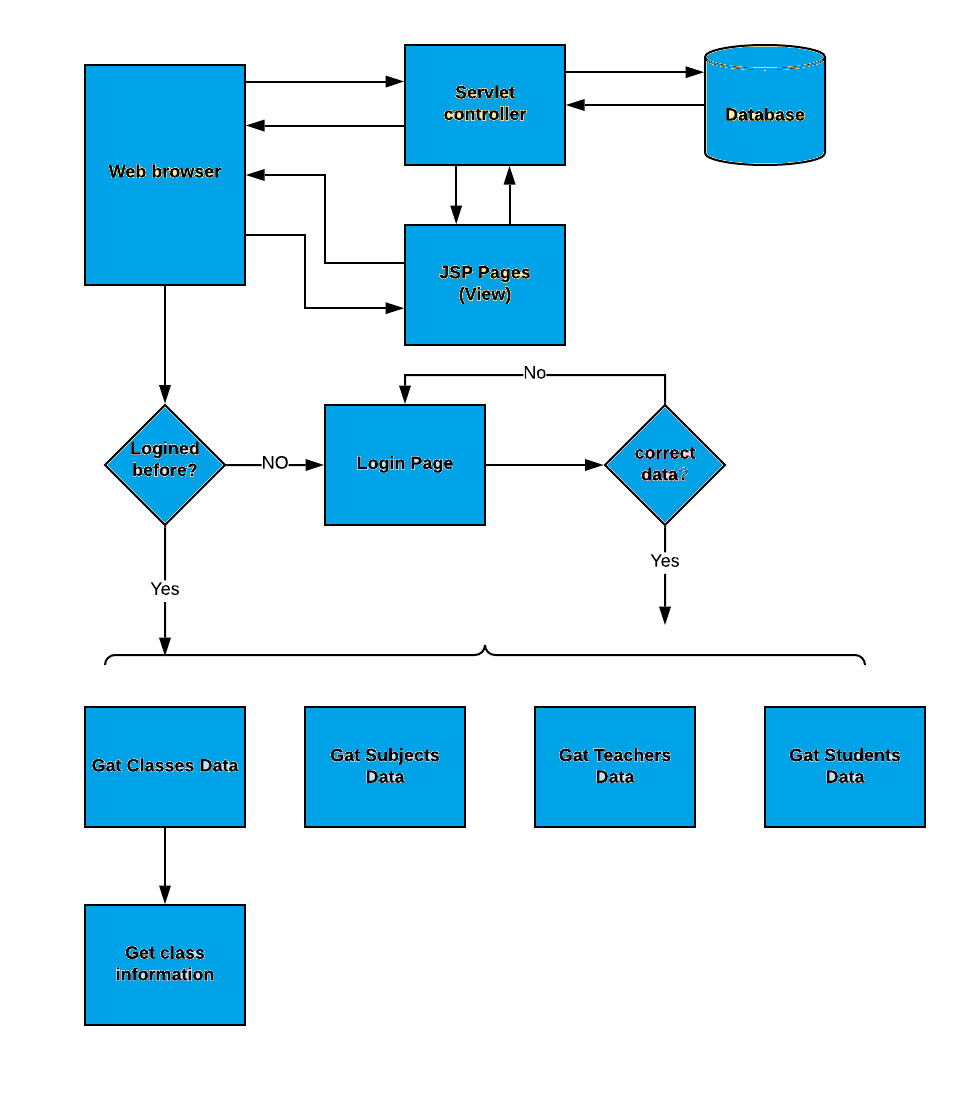 Servlet
controller
Database
Web browser
JSP Pages
(View)
No
Logined
before?
NO
Login Page
correct
data?
Yes
Yes
Gat Classes Data
Gat Subjects
Data
Gat Teachers
Data
Gat Students
Data
Get class
information